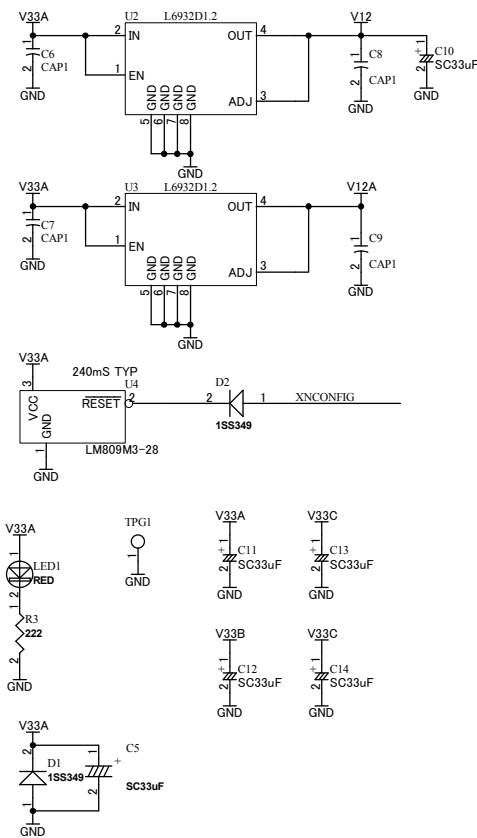 V33A U2 L6932D1.2 V12
1 2 IN OUT 4 1
C6 C8 + C10
2 CAP1 1 EN 2 CAP1 2 SC33uF
GND GND GND GND GND ADJ 3 GND GND
5 6 7 8
GND
V33A U3 L6932D1.2 V12A
1 2 IN OUT 4
C7 1
2 CAP1 1 EN C9
GND 2 CAP1
GND GND GND GND ADJ 3 GND
5 6 7 8
GND
V33A
240mS TYP
3 U4 D2
VCC RESET 2 2 1 XNCONFIG
GND 1SS349
1 LM809M3-28
GND
V33A TPG1 V33A V33C
1 1 1
LED1 + C11 + C13
RED 1 2 SC33uF 2 SC33uF
2 GND GND GND
1
R3
222 V33B V33C
2 1 1
GND + C12 + C14
2 SC33uF 2 SC33uF
GND GND
V33A
2 1 + C5
D1
1SS349 SC33uF
1 2
GND